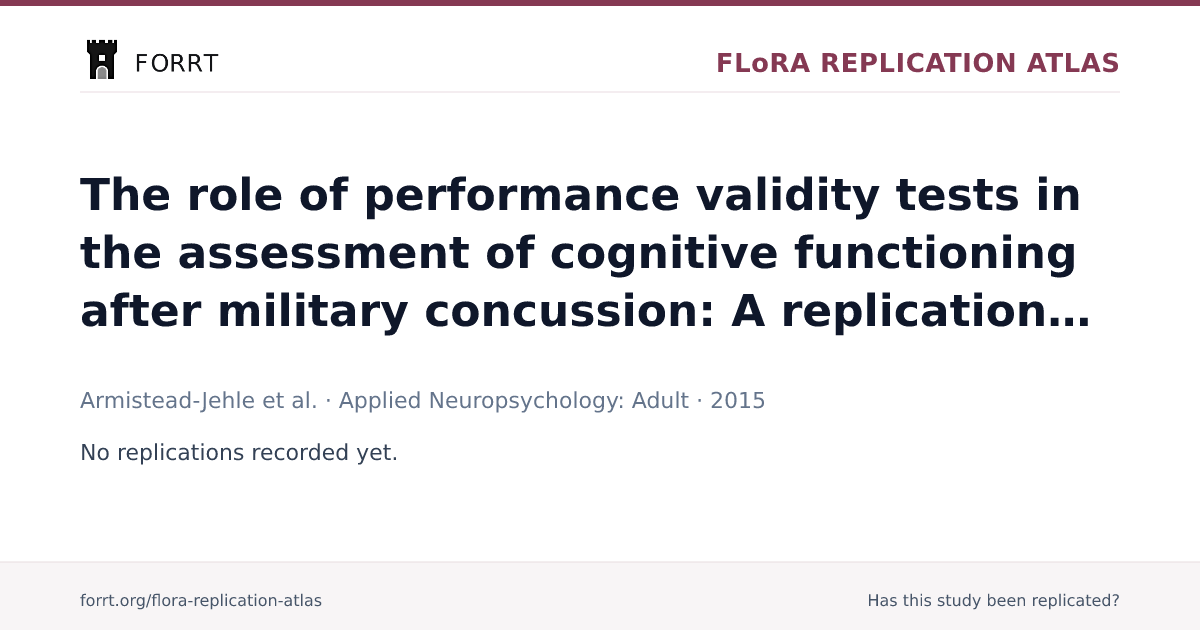 FORRT
FLoRA REPLICATION ATLAS
The role of performance validity tests in
the assessment of cognitive functioning
after military concussion: A replication…
Armistead-Jehle et al. · Applied Neuropsychology: Adult · 2015
No replications recorded yet.
forrt.org/flora-replication-atlas
Has this study been replicated?